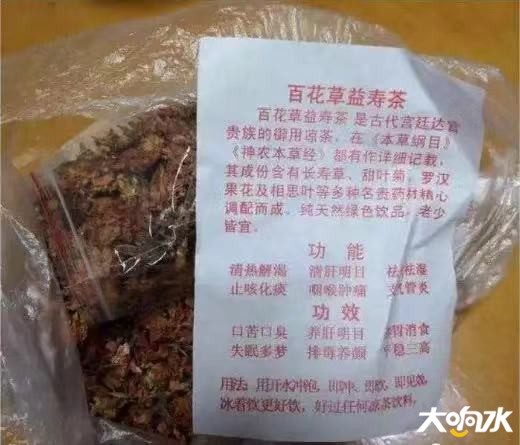 百花草益寿茶
百花草益寿茶 是古代宫廷达官
贵族的御用凉茶，在《本草纲目》
《神农本草经》都有作详细记载，
其成份含有长寿草、甜叶菊，罗汉
果花及相思叶等多种名贵药材精心
调配而成。纯天然绿色饮品，老少
皆宜。
功 能
清热解渴 清肝明目 祛湿
止咳化痰 咽喉肿痛 支气管炎
功 效
口苦口臭 养肝明目 胃消食
失眠多梦 排毒养颜 平稳三高
用法：用开水冲泡，即冲、即饮、即见效，
冰着饮更好饮，好过任何凉茶饮料，
大响水